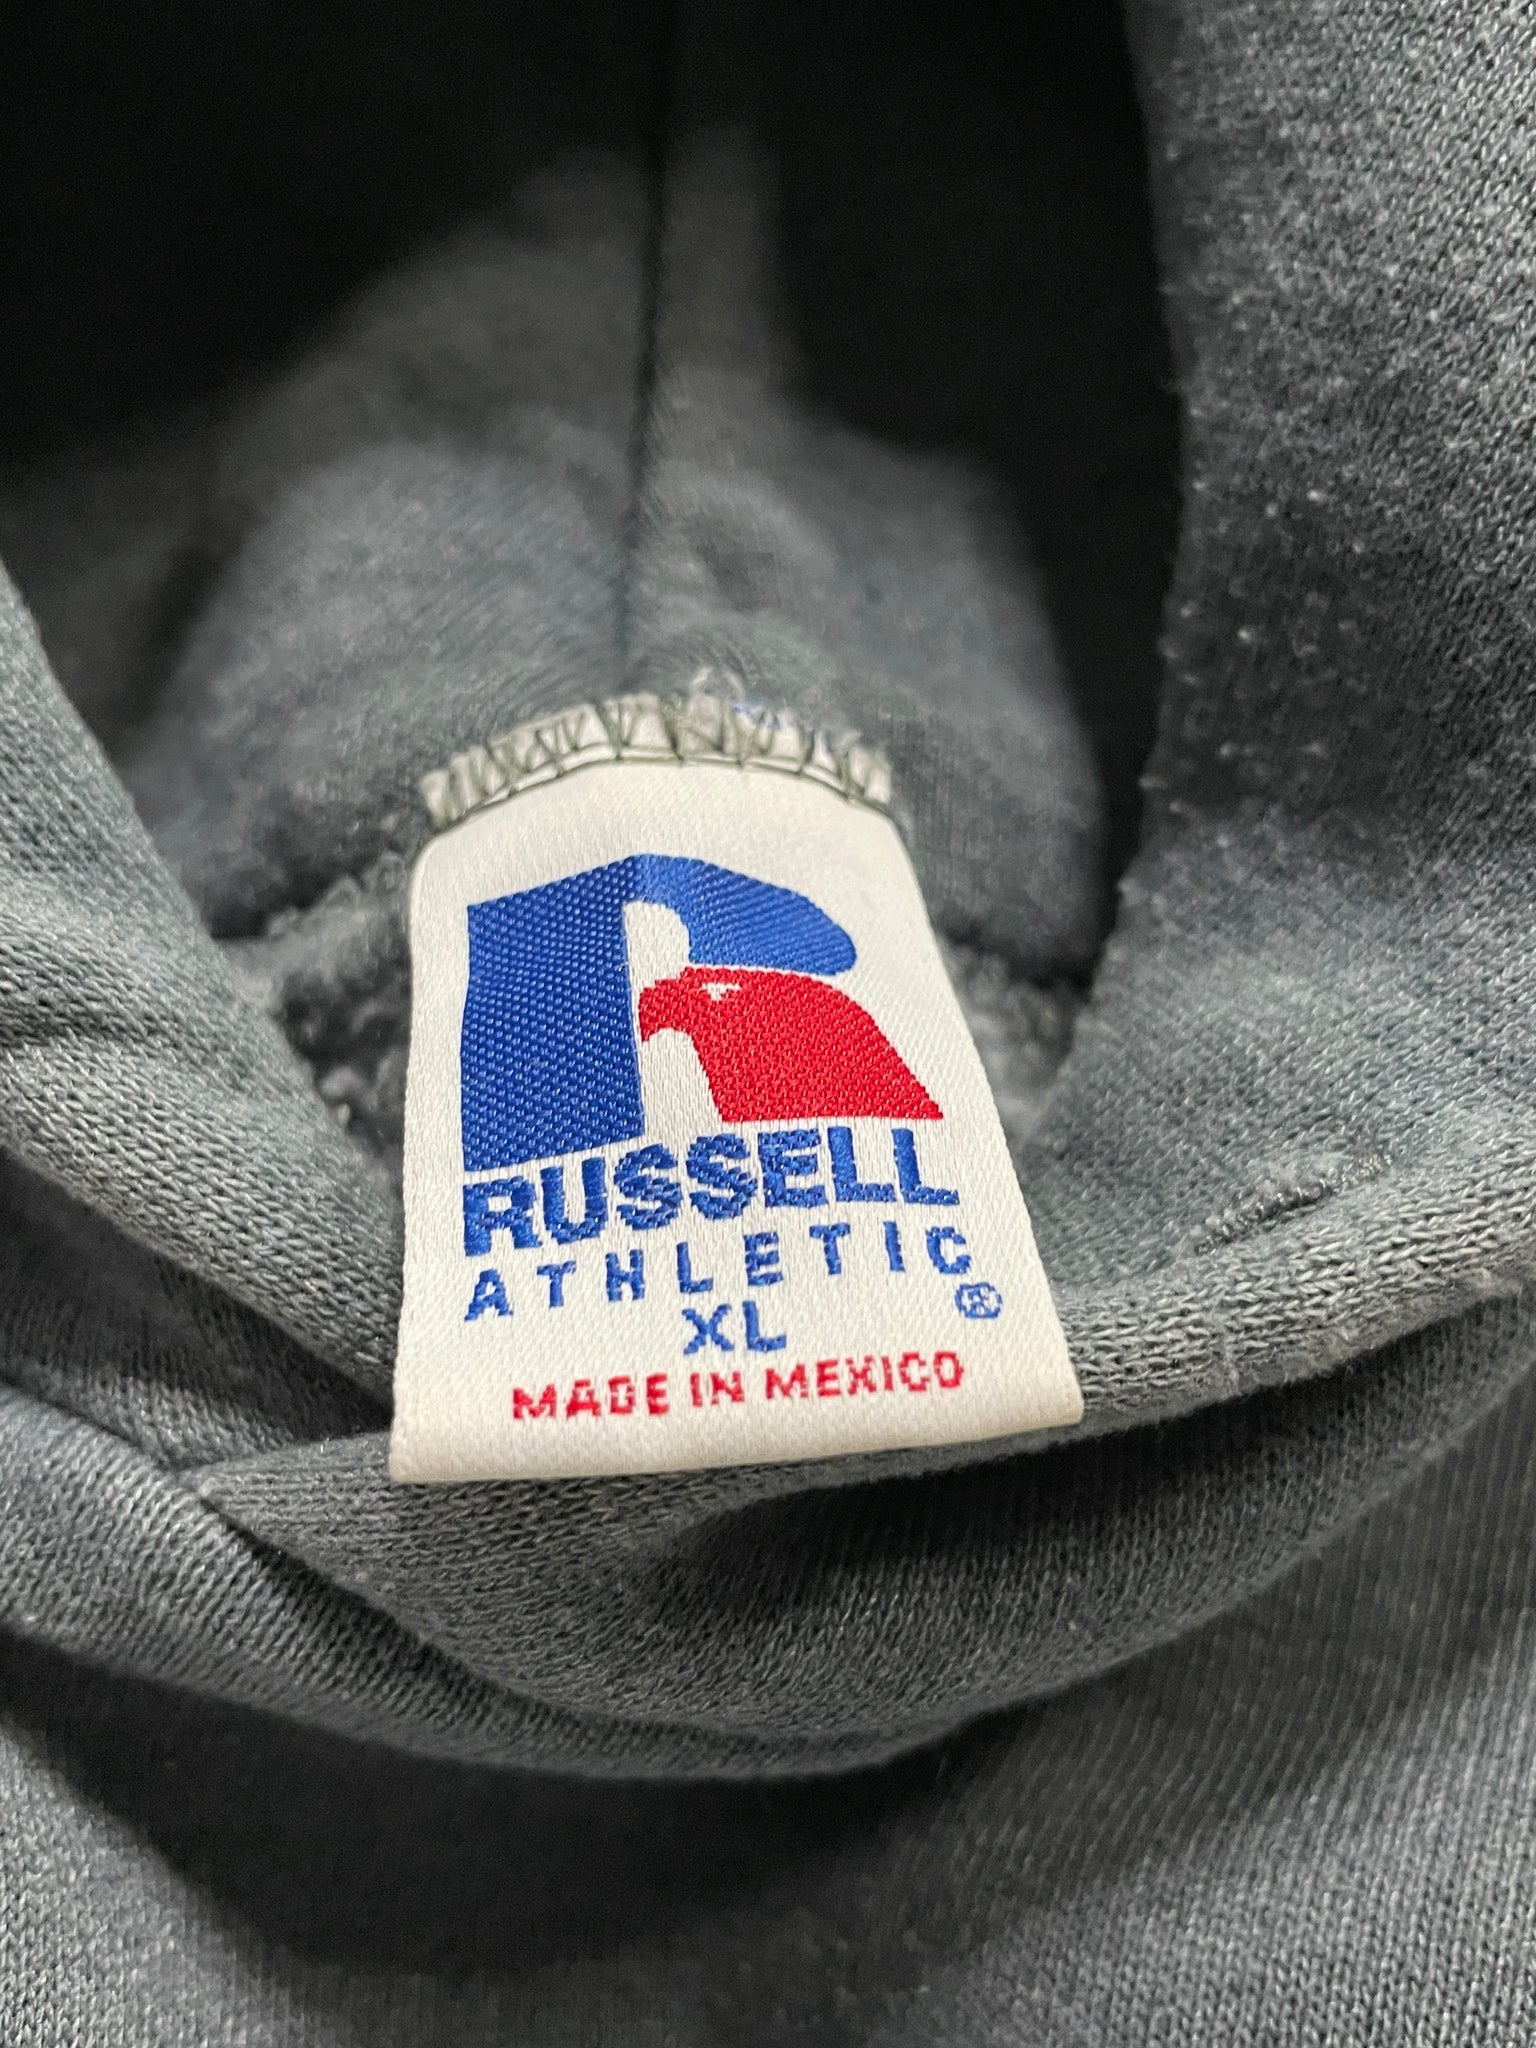 RUSSELL
ATHLETIC
®
XL
MADE IN MEXICO